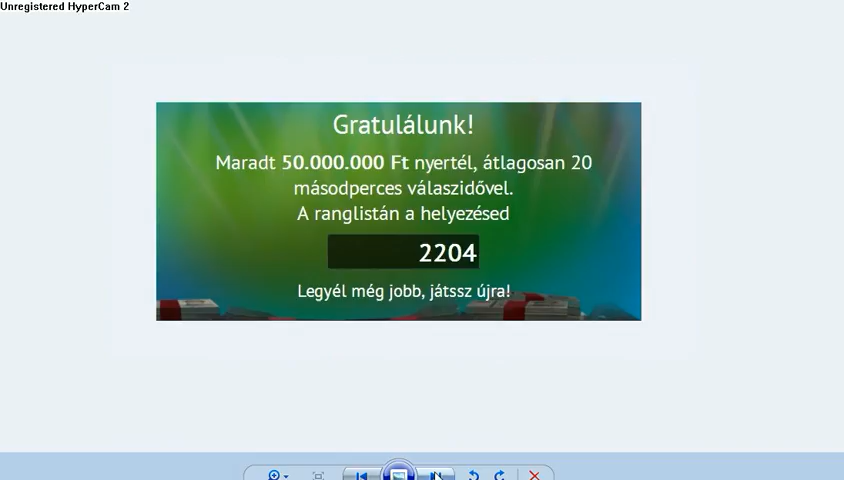 Unregistered HyperCam 2
Gratulálunk!
Maradt 50.000.000 Ft nyertél, átlagosan 20
másodperces válaszidővel.
A ranglistán a helyezésed
2204
Legyél még jobb, játssz újra!